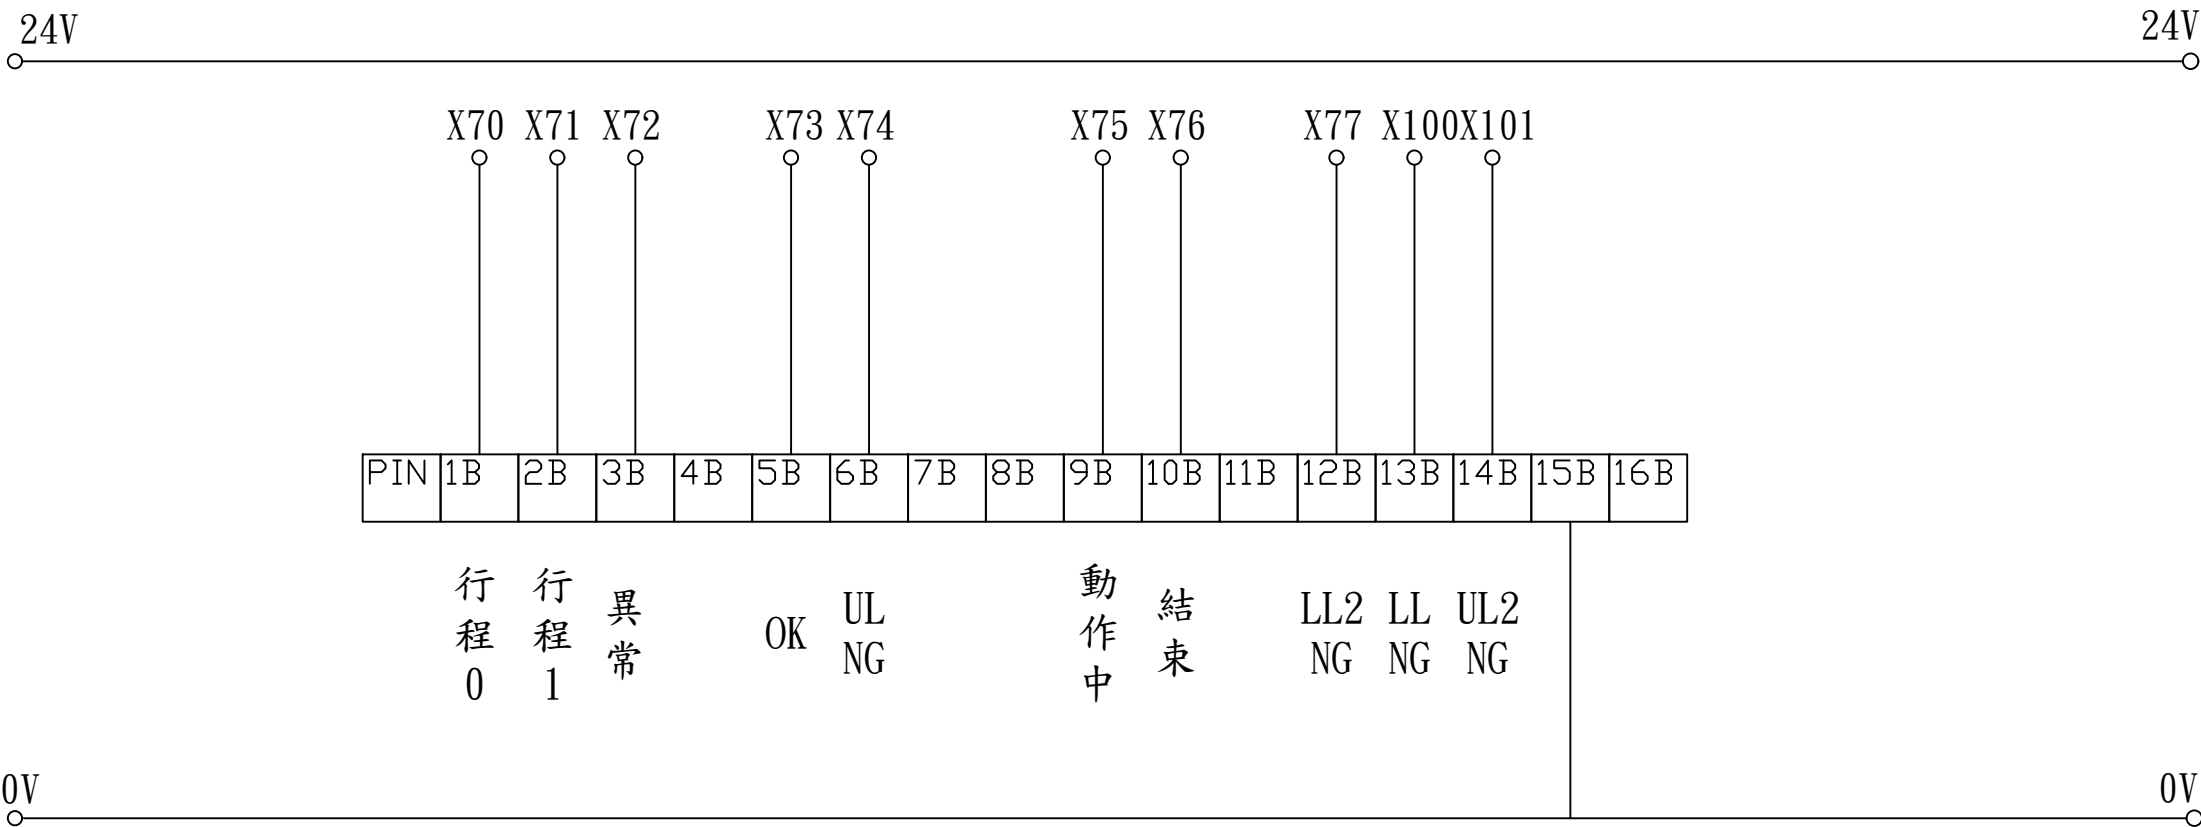 24V 24V
X70 X71 X72 X73 X74 X75 X76 X77 X100 X101
PIN 1B 2B 3B 4B 5B 6B 7B 8B 9B 10B 11B 12B 13B 14B 15B 16B
行程0
行程1
異常
OK
UL
NG
動作中
結束
LL2
NG
LL
NG
UL2
NG
0V 0V